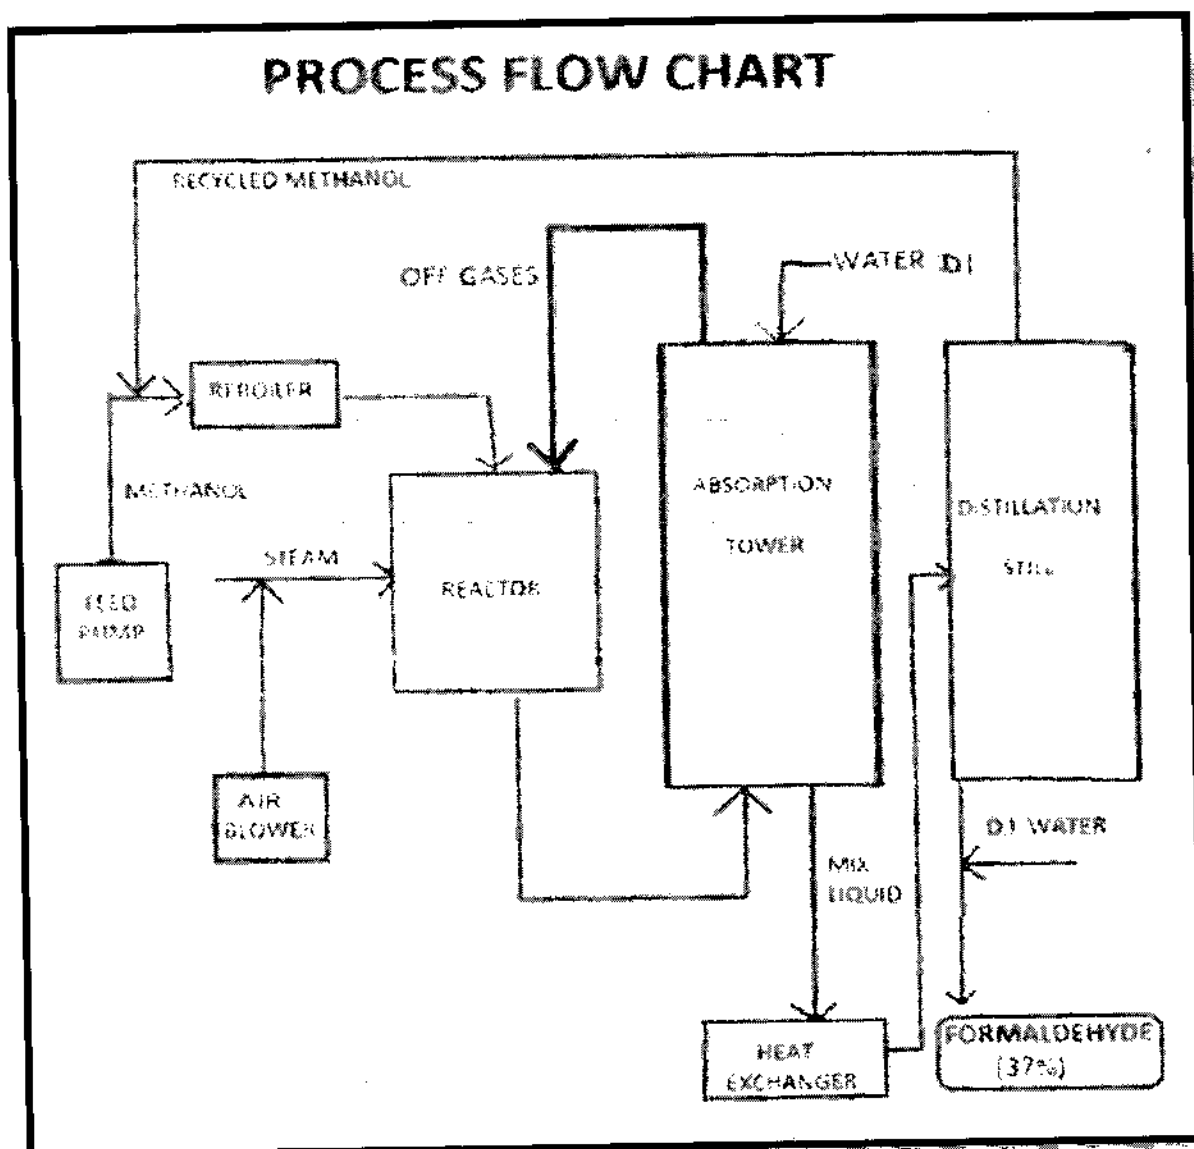 PROCESS FLOW CHART
RECYCLED METHANOL
OFF GASES
WATER DI
REBOILER
METHANOL
ABSORPTION
TOWER
DISTILLATION
STILL
STEAM
REACTOR
FEED
PUMP
AIR
BLOWER
MIX
LIQUID
DI WATER
HEAT
EXCHANGER
FORMALDEHYDE
(37%)